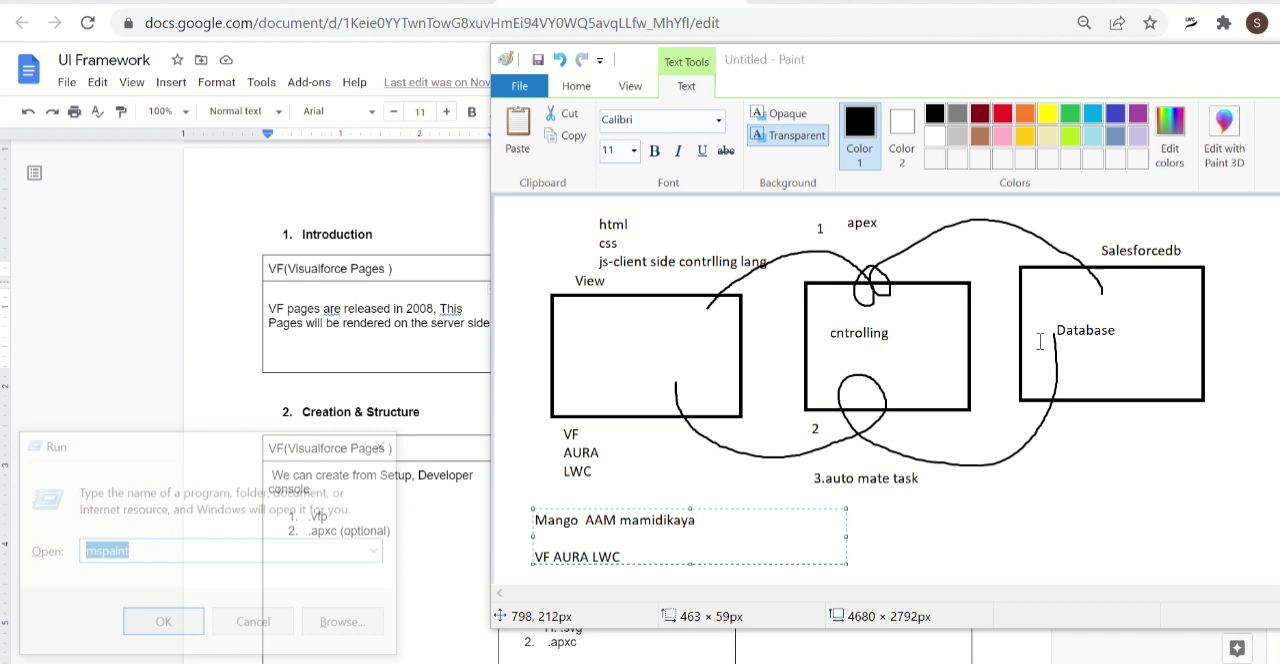 docs.google.com/document/d/1Keie0YYTwnTowG8xuvHmEi94VY0WQ5avqLLfw_MhYfI/edit
S
UI Framework
File Edit View Insert Format Tools Add-ons Help Last edit was on Nov
100% Normal text Arial - 11 + B
1 1 2
1. Introduction
VF(Visualforce Pages )
VF pages are released in 2008, This
Pages will be rendered on the server side
2. Creation & Structure
VF(Visualforce Pages )
We can create from Setup, Developer
console
1. .vfp
2. .apxc (optional)
2. .apxc
Run
Type the name of a program, folder, document, or
Internet resource, and Windows will open it for you.
Open: mspaint
OK Cancel Browse...
Text Tools Untitled - Paint
File Home View Text
Paste Cut Copy
Clipboard
Calibri
11 B I U abc
Font
Opaque
Transparent
Background
Color 1 Color 2
Edit colors
Edit with Paint 3D
Colors
html
css
js-client side contrlling lang
View
1 apex
Salesforcedb
cntrolling
Database
VF
AURA
LWC
2
3.auto mate task
Mango AAM mamidikaya
VF AURA LWC
798, 212px 463 × 59px 4680 × 2792px